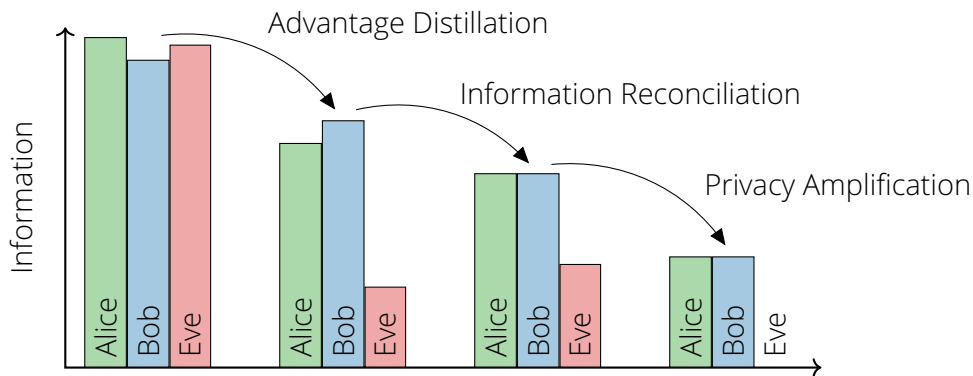 Advantage Distillation
Information Reconciliation
Privacy Amplification
Information
Alice
Bob
Eve
Alice
Bob
Eve
Alice
Bob
Eve
Alice
Bob
Eve